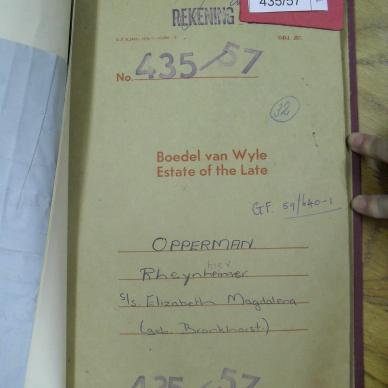 435/57
REKENING
No. 435/57
32
Boedel van Wyle
Estate of the Late
GF. 59/640-1
OPPERMAN
Rheynheimer
s/s. Elizabeth Magdalena
(geb. Bronkhorst)
435 57